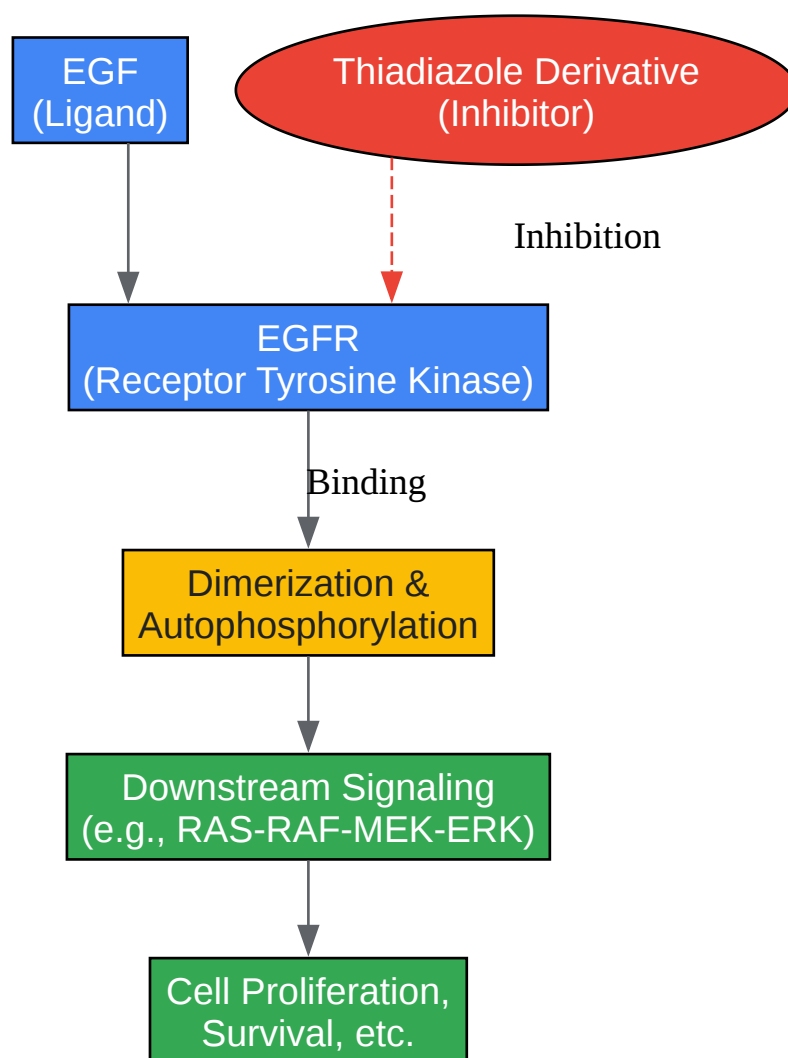 EGF
(Ligand)
Thiadiazole Derivative
(Inhibitor)
Inhibition
EGFR
(Receptor Tyrosine Kinase)
Binding
Dimerization &
Autophosphorylation
Downstream Signaling
(e.g., RAS-RAF-MEK-ERK)
Cell Proliferation,
Survival, etc.